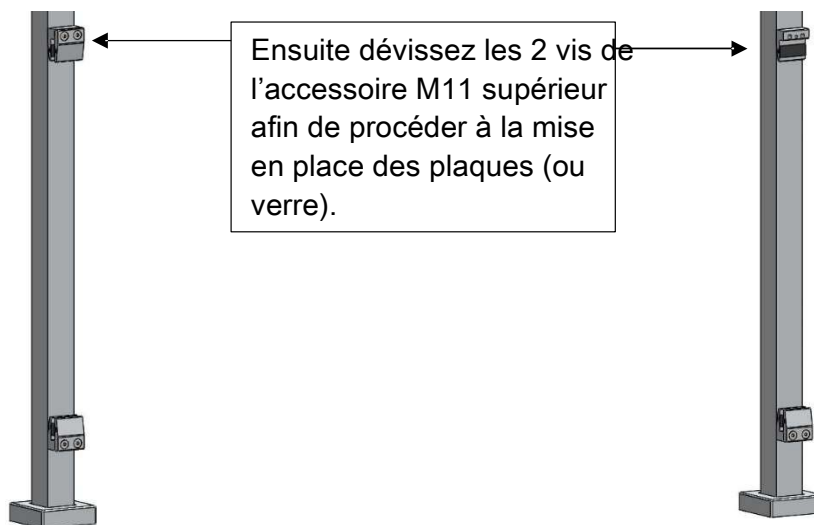 Ensuite dévissez les 2 vis de
l’accessoire M11 supérieur
afin de procéder à la mise
en place des plaques (ou
verre).